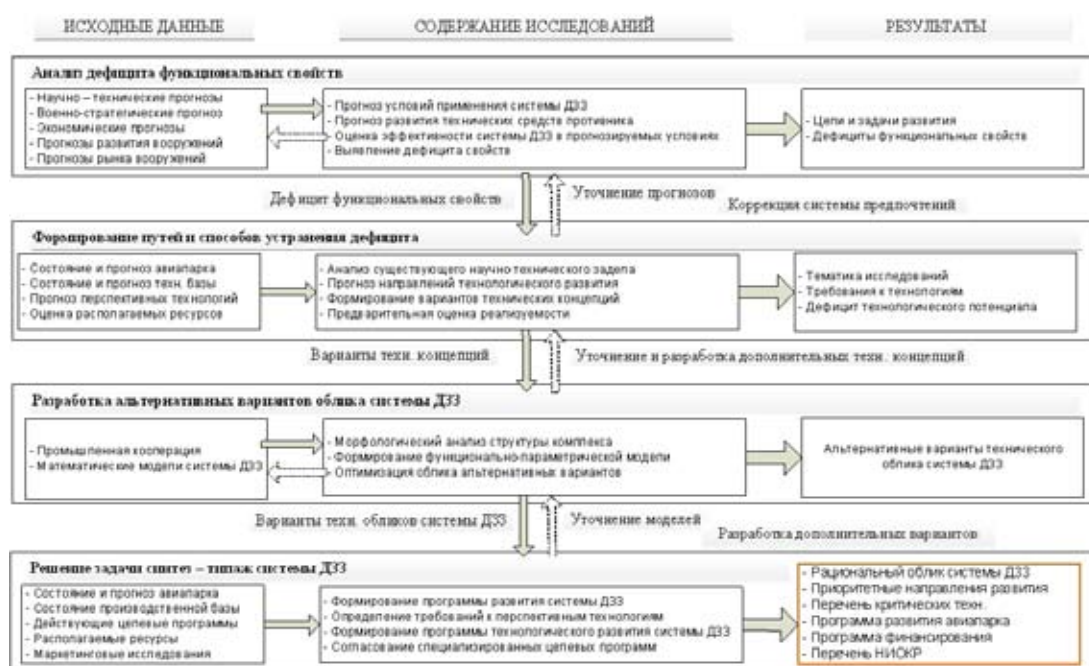 ИСХОДНЫЕ ДАННЫЕ
СОДЕРЖАНИЕ ИССЛЕДОВАНИЙ
РЕЗУЛЬТАТЫ
Анализ дефицита функциональных свойств
- Научно – технические прогнозы
- Военно-стратегические прогноз
- Экономические прогнозы
- Прогнозы развития вооружений
- Прогнозы рынка вооружений
- Прогноз условий применения системы ДЗЗ
- Прогноз развития технических средств противника
- Оценка эффективности системы ДЗЗ в прогнозируемых условиях
- Выявление дефицита свойств
- Цели и задачи развития
- Дефициты функциональных свойств
Дефицит функциональных свойств
Уточнение прогнозов
Коррекция системы предпочтений
Формирование путей и способов устранения дефицита
- Состояние и прогноз авиапарка
- Состояние и прогноз техн. базы
- Прогноз перспективных технологий
- Оценка располагаемых ресурсов
- Анализ существующего научно технического задела
- Прогноз направлений технологического развития
- Формирование вариантов технических концепций
- Предварительная оценка реализуемости
- Тематика исследований
- Требования к технологиям
- Дефицит технологического потенциала
Варианты техн. концепций
Уточнение и разработка дополнительных техн. концепций
Разработка альтернативных вариантов облика системы ДЗЗ
- Промышленная кооперация
- Математические модели системы ДЗЗ
- Морфологический анализ структуры комплекса
- Формирование функционально-параметрической модели
- Оптимизация облика альтернативных вариантов
Альтернативные варианты технического
облика системы ДЗЗ
Варианты техн. обликов системы ДЗЗ
Уточнение моделей
Разработка дополнительных вариантов
Решение задачи синтез – типаж системы ДЗЗ
- Состояние и прогноз авиапарка
- Состояние производственной базы
- Действующие целевые программы
- Располагаемые ресурсы
- Маркетинговые исследования
- Формирование программы развития системы ДЗЗ
- Определение требований к перспективным технологиям
- Формирование программы технологического развития системы ДЗЗ
- Согласование специализированных целевых программ
- Рациональный облик системы ДЗЗ
- Приоритетные направления развития
- Перечень критических техн.
- Программа развития авиапарка
- Программа финансирования
- Перечень НИОКР